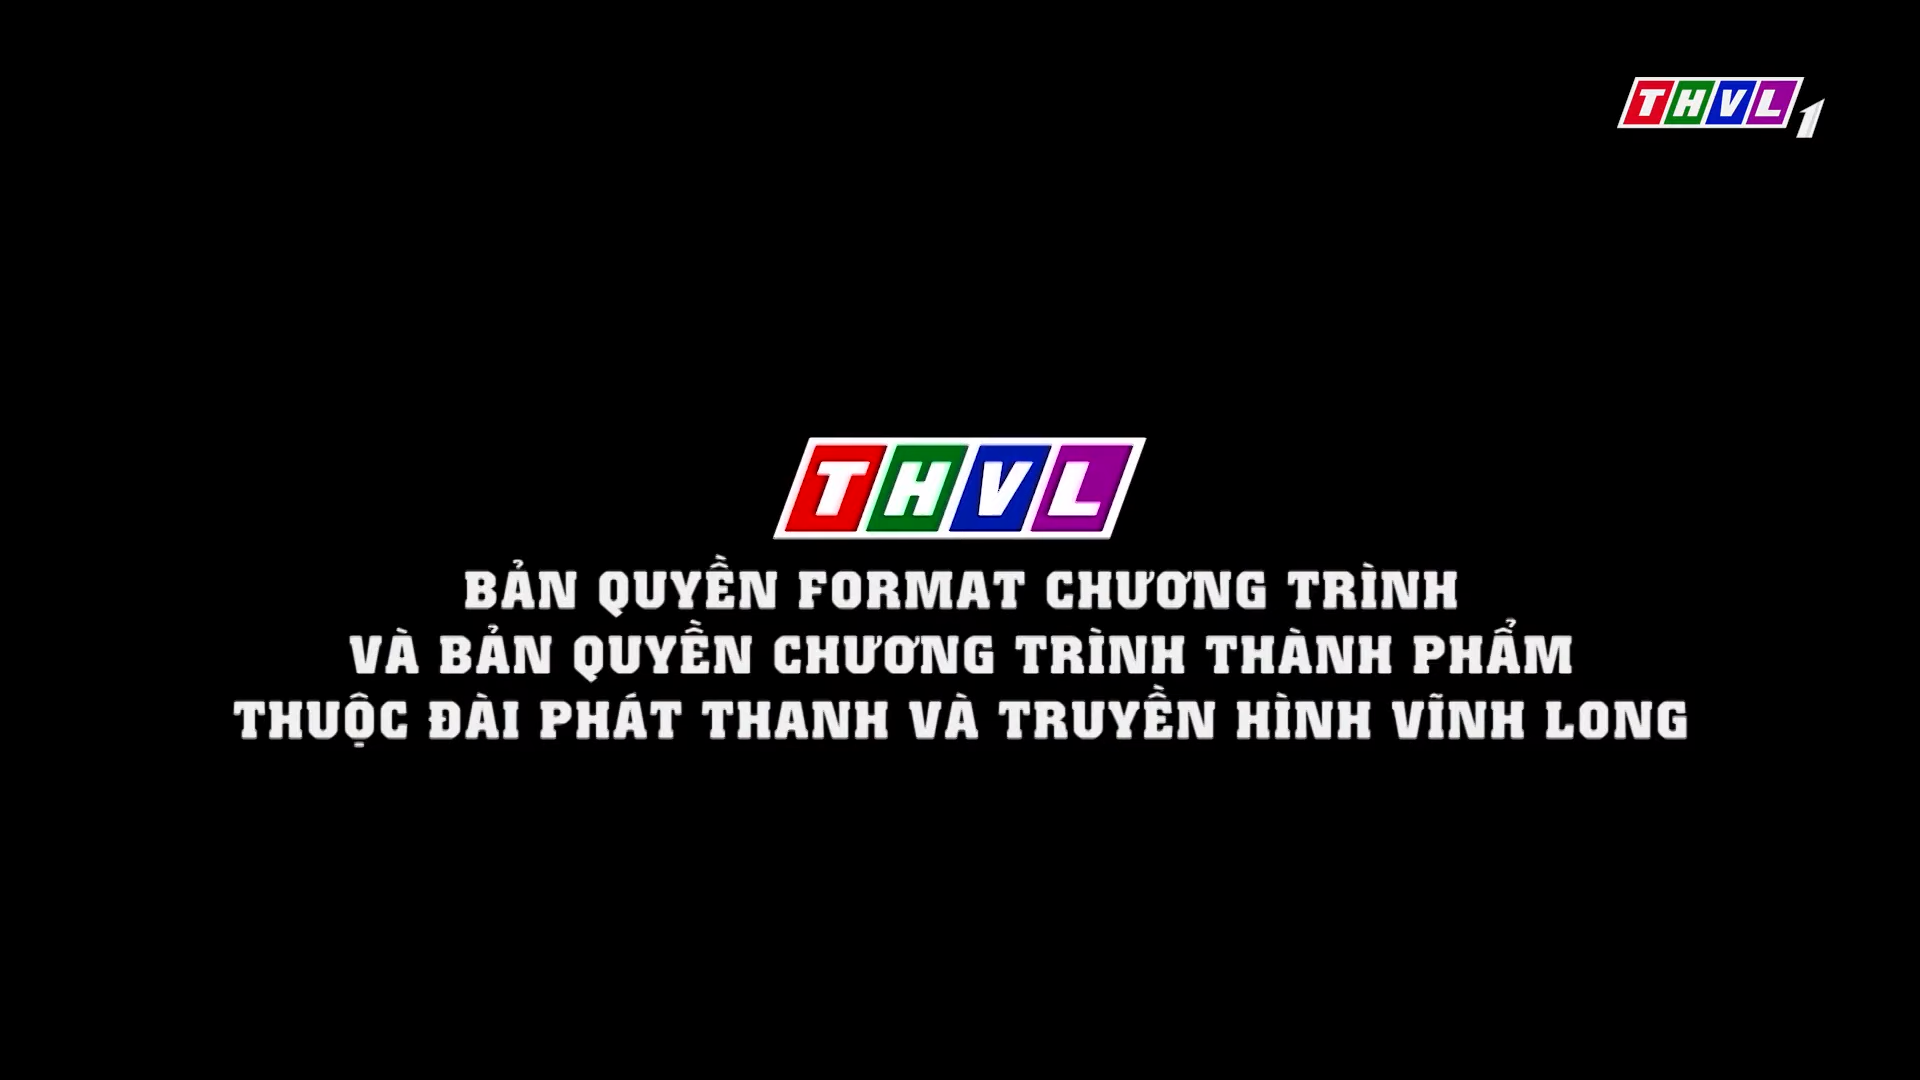 THVL1
THVL
BẢN QUYỀN FORMAT CHƯƠNG TRÌNH
VÀ BẢN QUYỀN CHƯƠNG TRÌNH THÀNH PHẨM
THUỘC ĐÀI PHÁT THANH VÀ TRUYỀN HÌNH VĨNH LONG